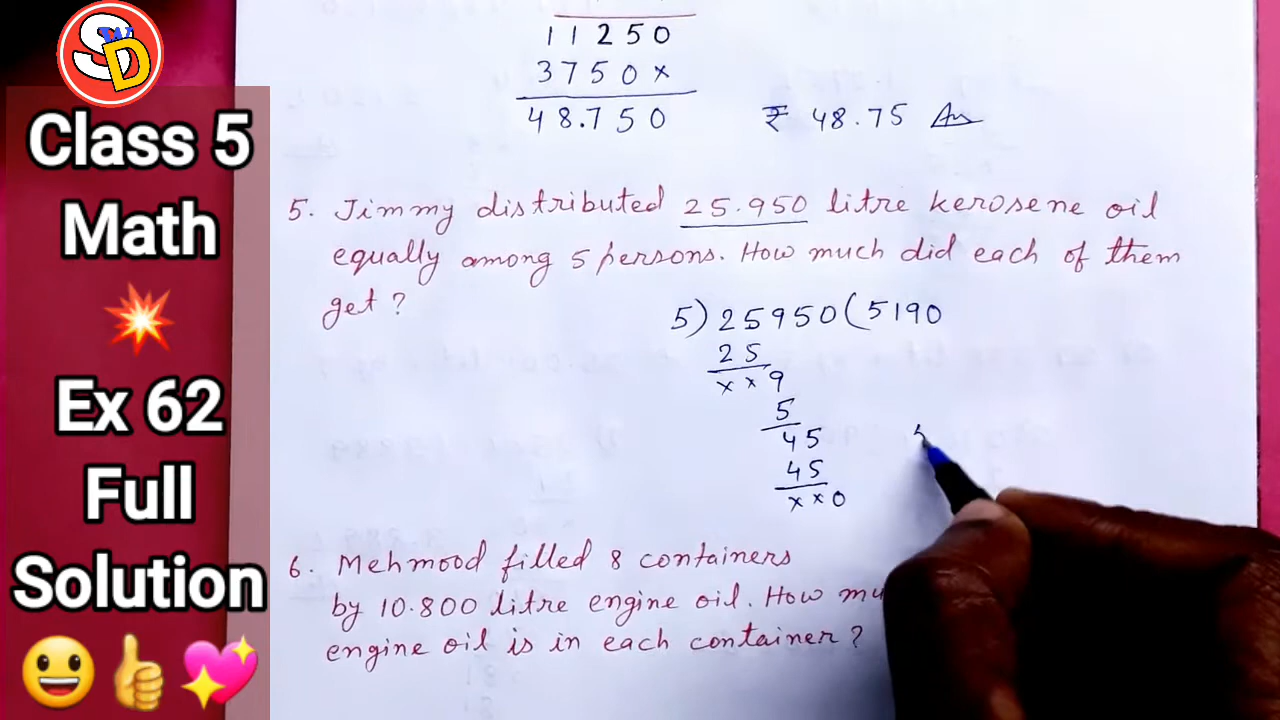 SWD
Class 5
Math
Ex 62
Full
Solution
11250
3750×
48.750
₹ 48.75 Ans
5. Jimmy distributed 25.950 litre kerosene oil
equally among 5 persons. How much did each of them
get?
5)25950(5190
25
××9
5
45
45
××0
6. Mehmood filled 8 containers
by 10.800 litre engine oil. How
engine oil is in each container?